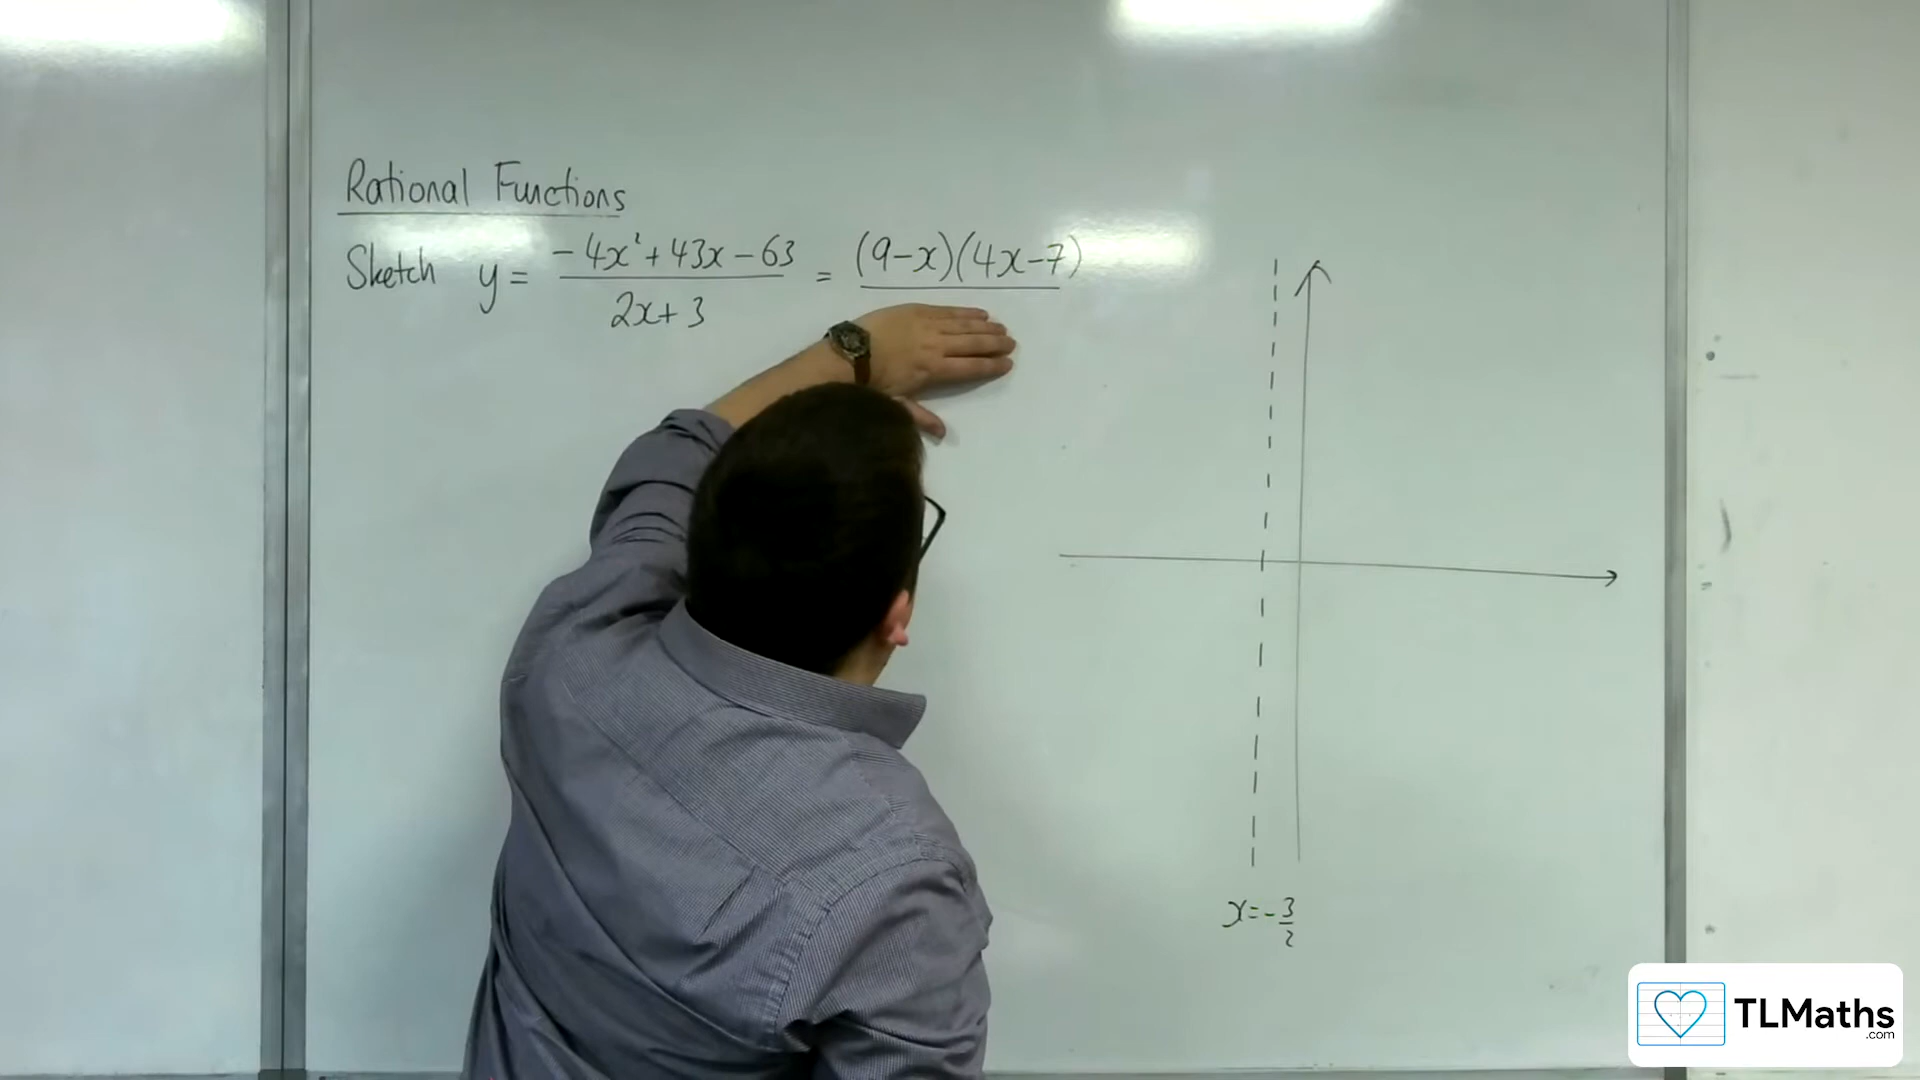 Rational Functions
Sketch y = (-4x² + 43x - 63)/(2x + 3) = (9-x)(4x-7)
x = -3/2
TLMaths
.com